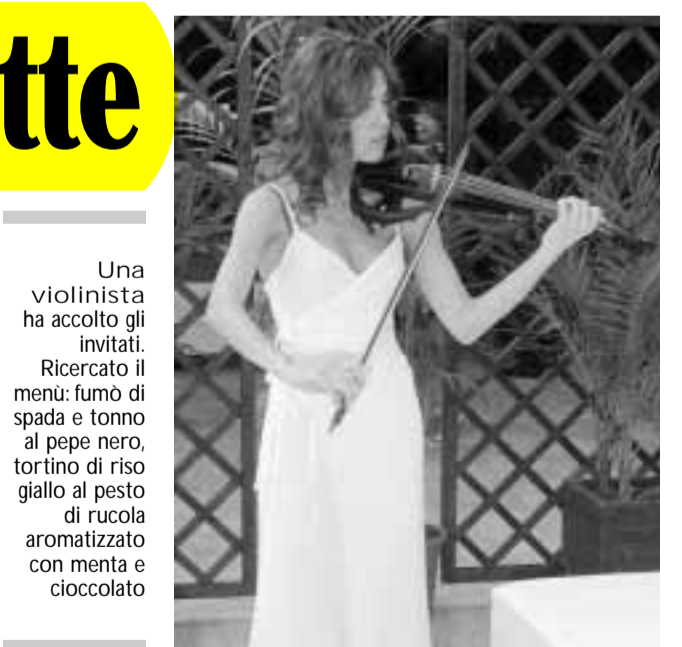 tte
Una
violinista
ha accolto gli
invitati.
Ricercato il
menù: fumò di
spada e tonno
al pepe nero,
tortino di riso
giallo al pesto
di rucola
aromatizzato
con menta e
cioccolato